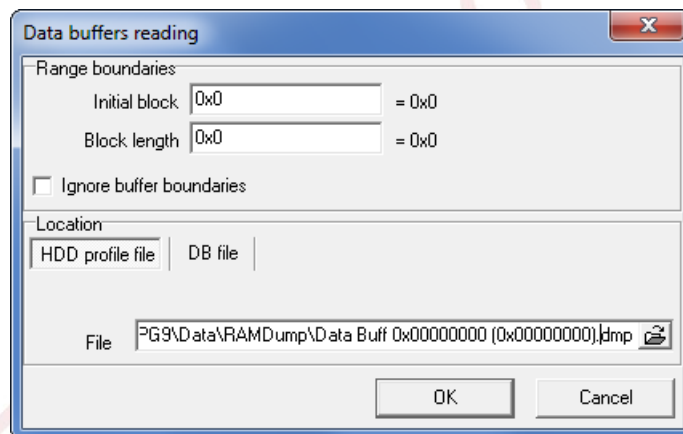 Data buffers reading
Range boundaries
Initial block 0x0 = 0x0
Block length 0x0 = 0x0
Ignore buffer boundaries
Location
HDD profile file DB file
File PG9\Data\RAMDump\Data Buff 0x00000000 (0x00000000).dmp
OK Cancel